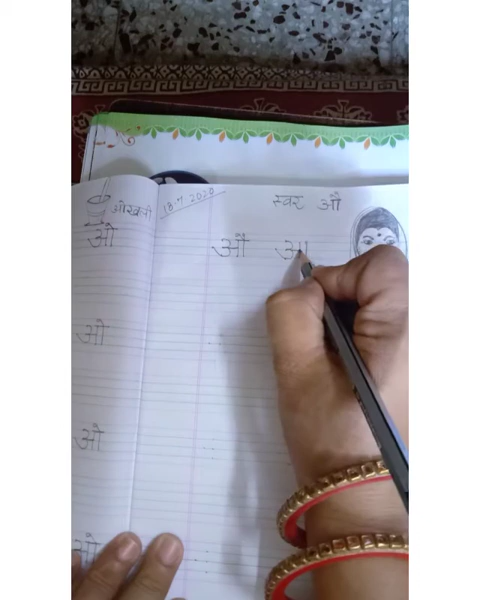 ओखली
ओ
ओ
ओ
ओ
18.7.2020
स्वर औ
औ